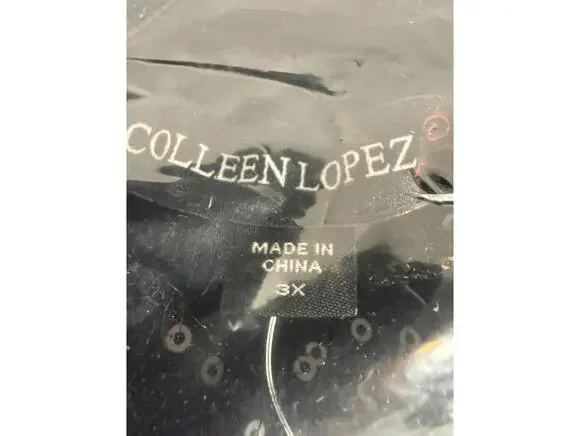 COLLEEN LOPEZ
MADE IN
CHINA
3X